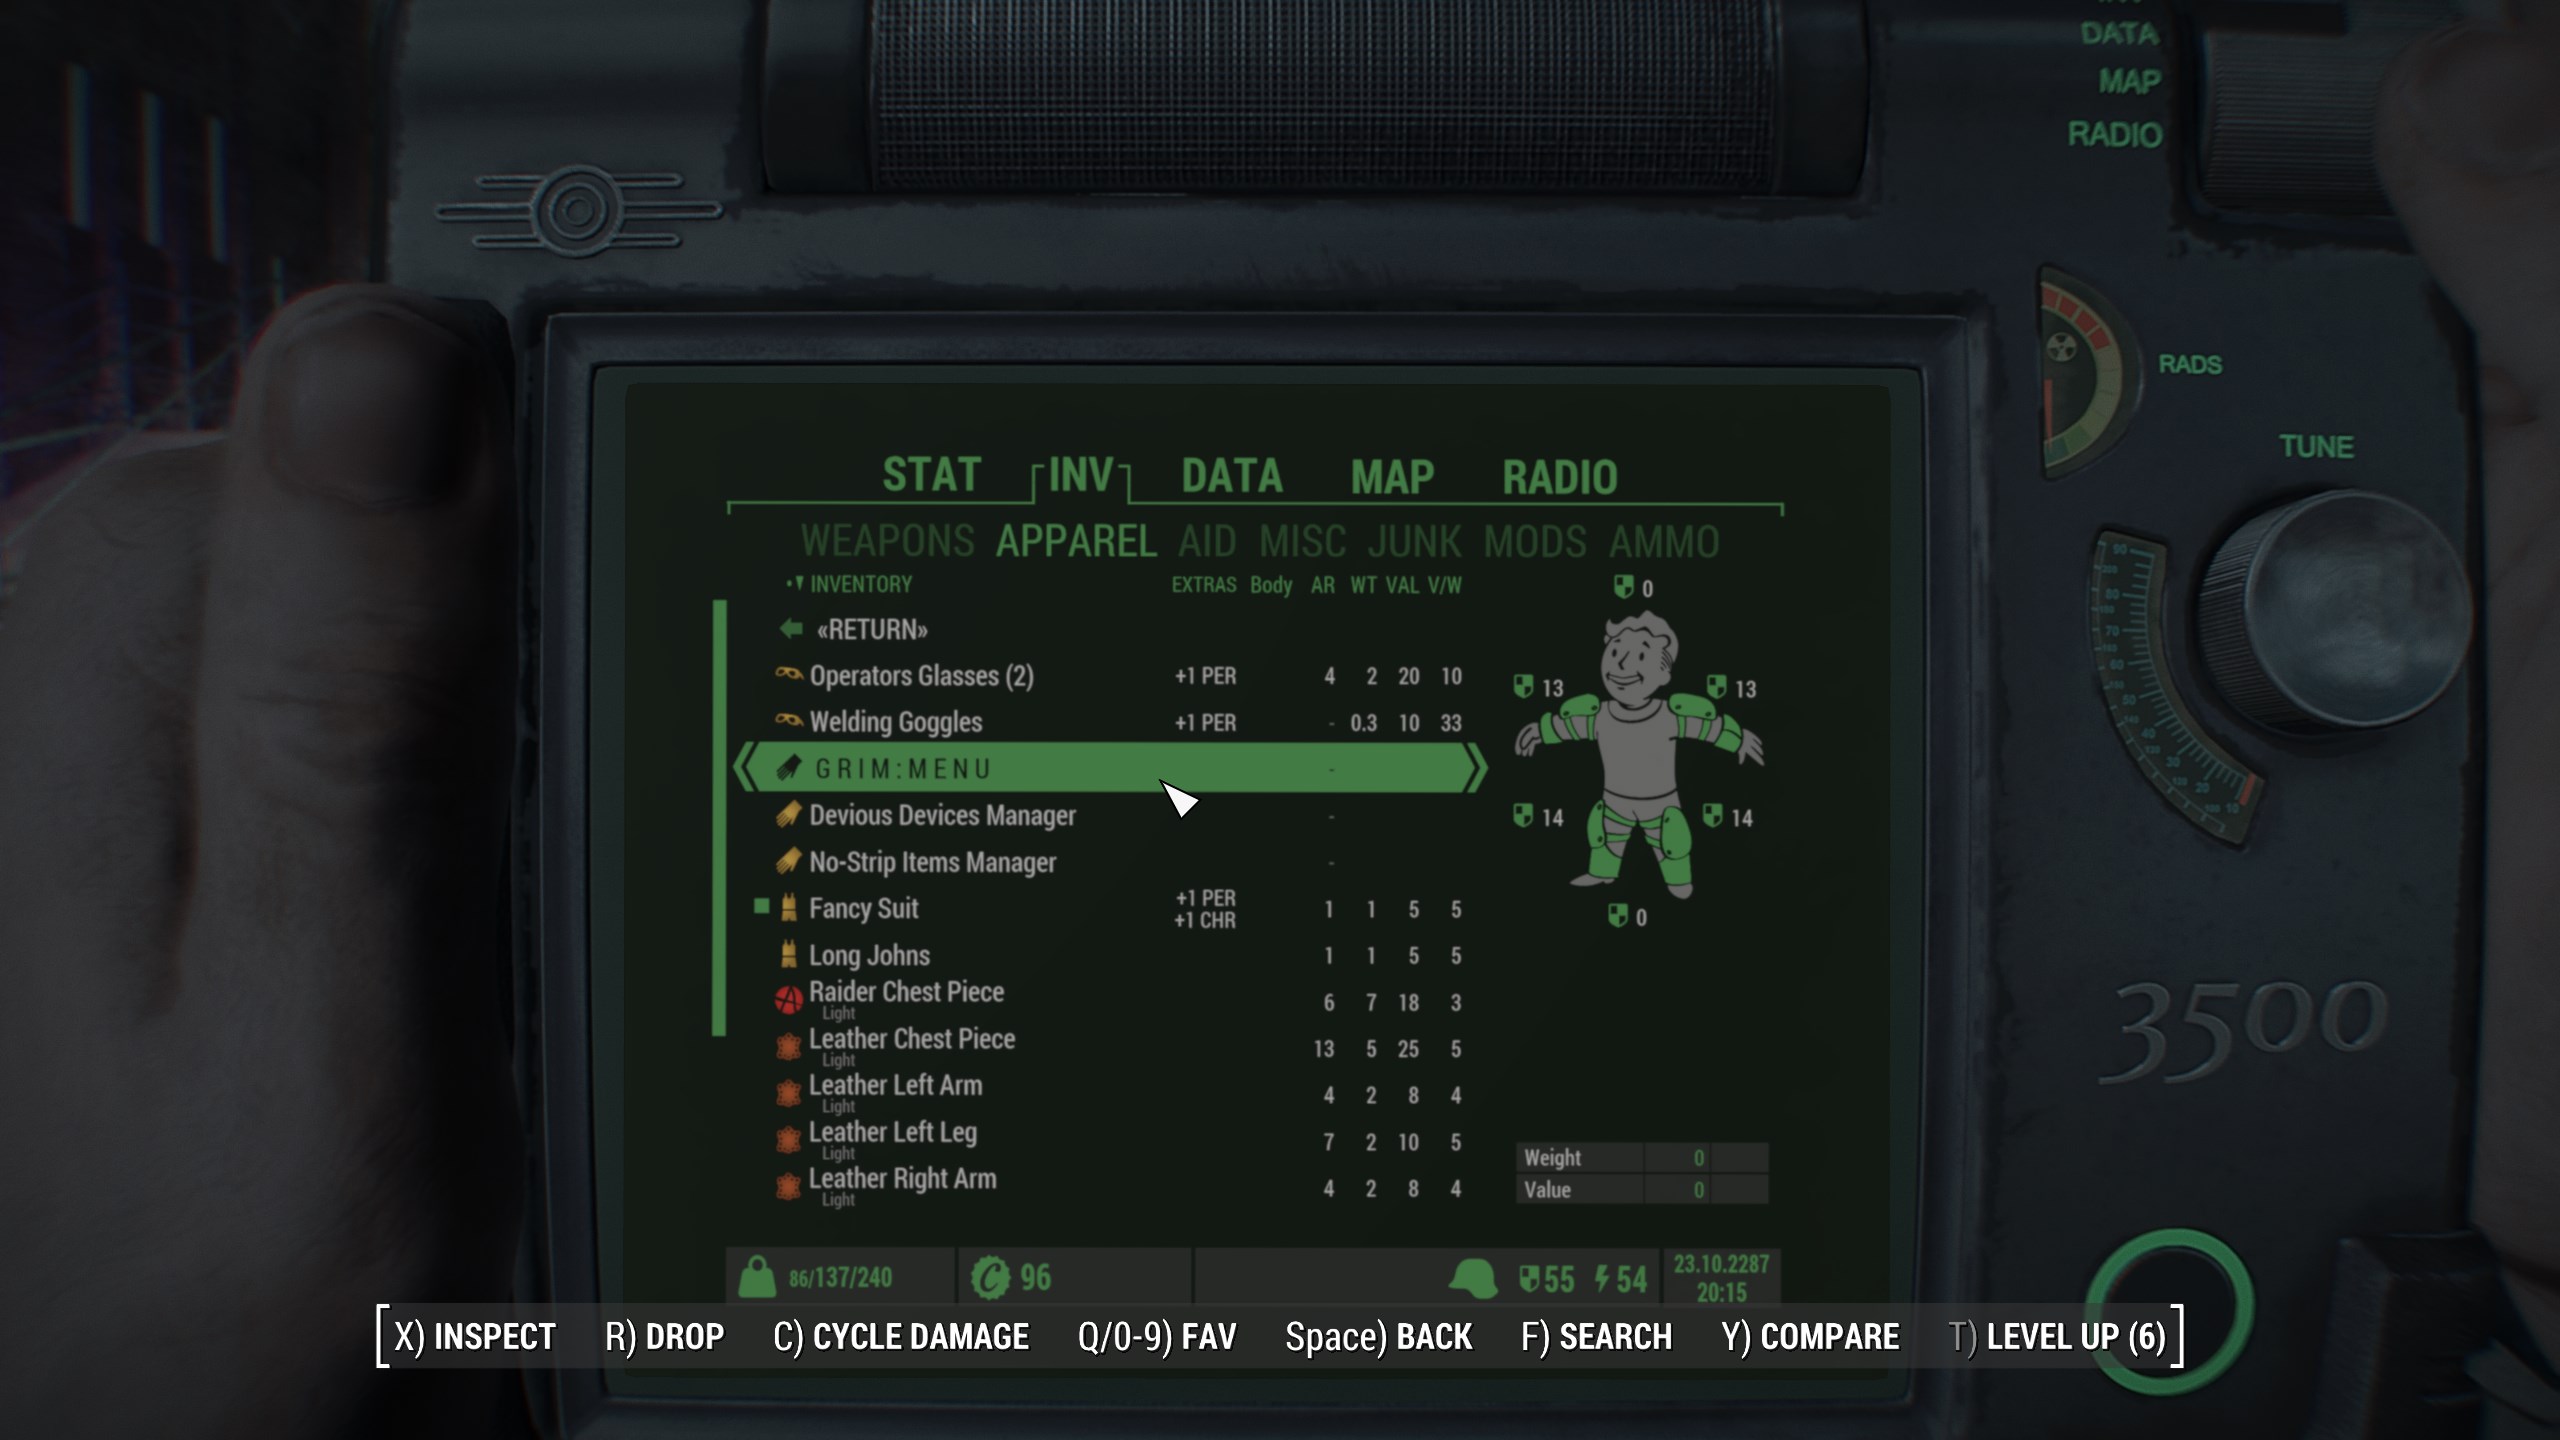 DATA
MAP
RADIO
RADS
TUNE
STAT INV DATA MAP RADIO
WEAPONS APPAREL AID MISC JUNK MODS AMMO
INVENTORY EXTRAS Body AR WT VAL V/W
0
«RETURN»
Operators Glasses (2) +1 PER 4 2 20 10
13 13
Welding Goggles +1 PER - 0.3 10 33
GRIM:MENU -
Devious Devices Manager -
14 14
No-Strip Items Manager -
Fancy Suit +1 PER +1 CHR 1 1 5 5
0
Long Johns 1 1 5 5
Raider Chest Piece 6 7 18 3
Light
Leather Chest Piece 13 5 25 5
Light
Leather Left Arm 4 2 8 4
Light
Leather Left Leg 7 2 10 5
Light
Leather Right Arm 4 2 8 4
Light
Weight 0
Value 0
3500
86/137/240 96 55 54 23.10.2287
20:15
X) INSPECT R) DROP C) CYCLE DAMAGE Q/0-9) FAV Space) BACK F) SEARCH Y) COMPARE T) LEVEL UP (6)